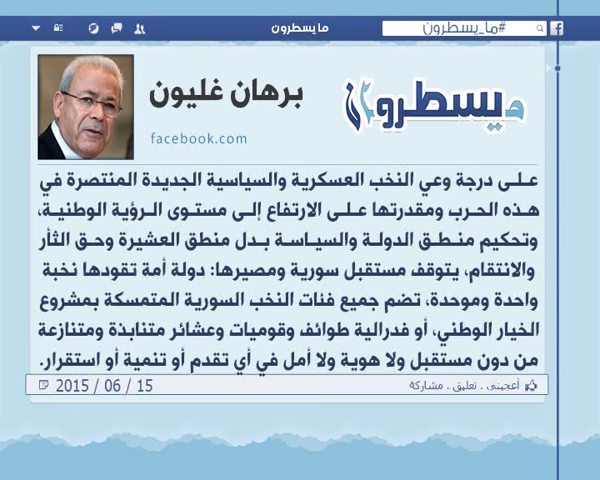 ما يسطرون
#ما_يسطرون
ما يسطرون
برهان غليون
facebook.com
على درجة وعي النخب العسكرية والسياسية الجديدة المنتصرة في
هذه الحرب ومقدرتها على الارتفاع إلى مستوى الرؤية الوطنية،
وتحكيم منطق الدولة والسياسة بدل منطق العشيرة وحق الثأر
والانتقام، يتوقف مستقبل سورية ومصيرها: دولة أمة تقودها نخبة
واحدة وموحدة، تضم جميع فئات النخب السورية المتمسكة بمشروع
الخيار الوطني، أو فدرالية طوائف وقوميات وعشائر متنابذة ومتنازعة
من دون مستقبل ولا هوية ولا أمل في أي تقدم أو تنمية أو استقرار.
أعجبني . تعليق . مشاركة
2015 / 06 / 15